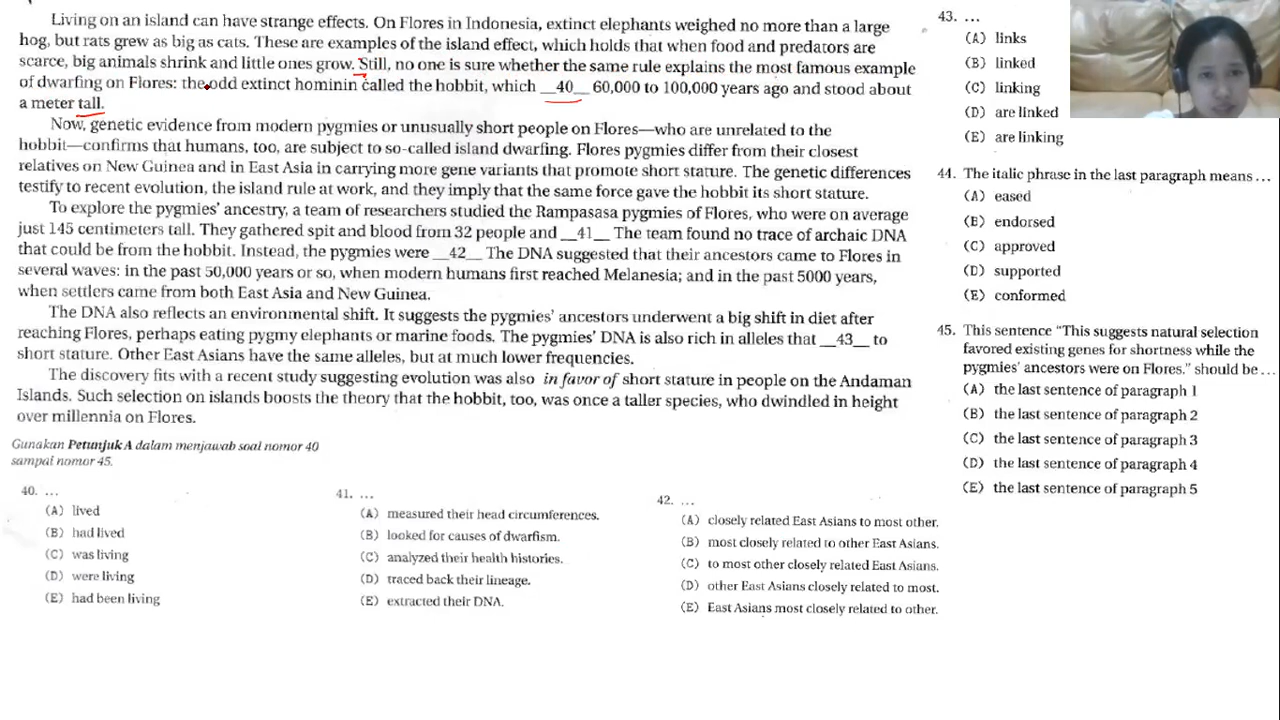 Living on an island can have strange effects. On Flores in Indonesia, extinct elephants weighed no more than a large
hog, but rats grew as big as cats. These are examples of the island effect, which holds that when food and predators are
scarce, big animals shrink and little ones grow. Still, no one is sure whether the same rule explains the most famous example
of dwarfing on Flores: the odd extinct hominin called the hobbit, which __40__ 60,000 to 100,000 years ago and stood about
a meter tall.
Now, genetic evidence from modern pygmies or unusually short people on Flores—who are unrelated to the
hobbit—confirms that humans, too, are subject to so-called island dwarfing. Flores pygmies differ from their closest
relatives on New Guinea and in East Asia in carrying more gene variants that promote short stature. The genetic differences
testify to recent evolution, the island rule at work, and they imply that the same force gave the hobbit its short stature.
To explore the pygmies' ancestry, a team of researchers studied the Rampasasa pygmies of Flores, who were on average
just 145 centimeters tall. They gathered spit and blood from 32 people and __41__ The team found no trace of archaic DNA
that could be from the hobbit. Instead, the pygmies were __42__ The DNA suggested that their ancestors came to Flores in
several waves: in the past 50,000 years or so, when modern humans first reached Melanesia; and in the past 5000 years,
when settlers came from both East Asia and New Guinea.
The DNA also reflects an environmental shift. It suggests the pygmies' ancestors underwent a big shift in diet after
reaching Flores, perhaps eating pygmy elephants or marine foods. The pygmies' DNA is also rich in alleles that __43__ to
short stature. Other East Asians have the same alleles, but at much lower frequencies.
The discovery fits with a recent study suggesting evolution was also in favor of short stature in people on the Andaman
Islands. Such selection on islands boosts the theory that the hobbit, too, was once a taller species, who dwindled in height
over millennia on Flores.
Gunakan Petunjuk A dalam menjawab soal nomor 40
sampai nomor 45.
40. ...
(A) lived
(B) had lived
(C) was living
(D) were living
(E) had been living
41. ...
(A) measured their head circumferences.
(B) looked for causes of dwarfism.
(C) analyzed their health histories.
(D) traced back their lineage.
(E) extracted their DNA.
42. ...
(A) closely related East Asians to most other.
(B) most closely related to other East Asians.
(C) to most other closely related East Asians.
(D) other East Asians closely related to most.
(E) East Asians most closely related to other.
43. ...
(A) links
(B) linked
(C) linking
(D) are linked
(E) are linking
44. The italic phrase in the last paragraph means ...
(A) eased
(B) endorsed
(C) approved
(D) supported
(E) conformed
45. This sentence "This suggests natural selection
favored existing genes for shortness while the
pygmies' ancestors were on Flores." should be ...
(A) the last sentence of paragraph 1
(B) the last sentence of paragraph 2
(C) the last sentence of paragraph 3
(D) the last sentence of paragraph 4
(E) the last sentence of paragraph 5